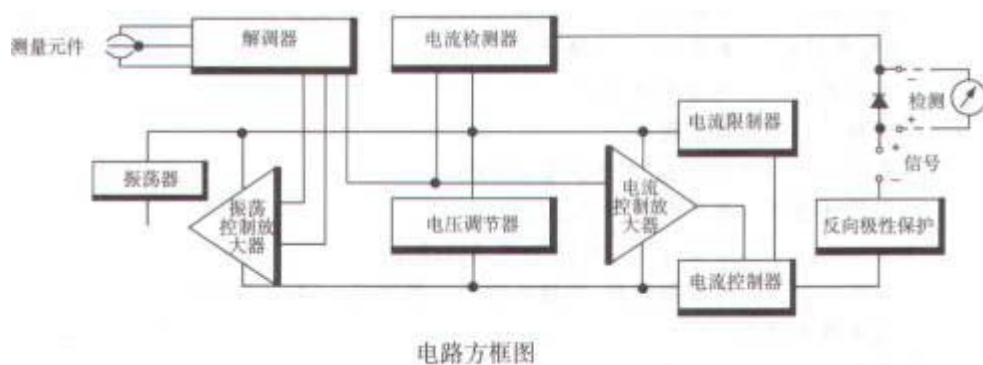 测量元件
解调器
电流检测器
检测
电流限制器
信号
振荡器
振荡
控制放
大器
电压调节器
电流
控制放
大器
反向极性保护
电流控制器
电路方框图